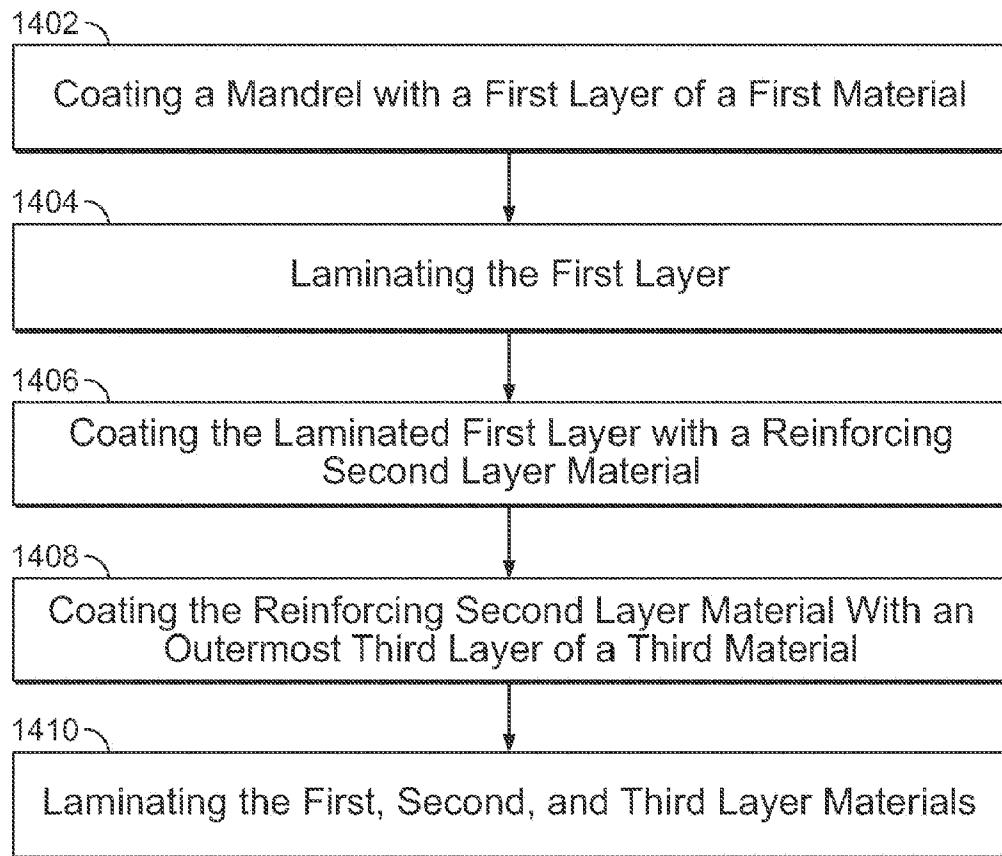 1402
Coating a Mandrel with a First Layer of a First Material
1404
Laminating the First Layer
1406
Coating the Laminated First Layer with a Reinforcing
Second Layer Material
1408
Coating the Reinforcing Second Layer Material With an
Outermost Third Layer of a Third Material
1410
Laminating the First, Second, and Third Layer Materials